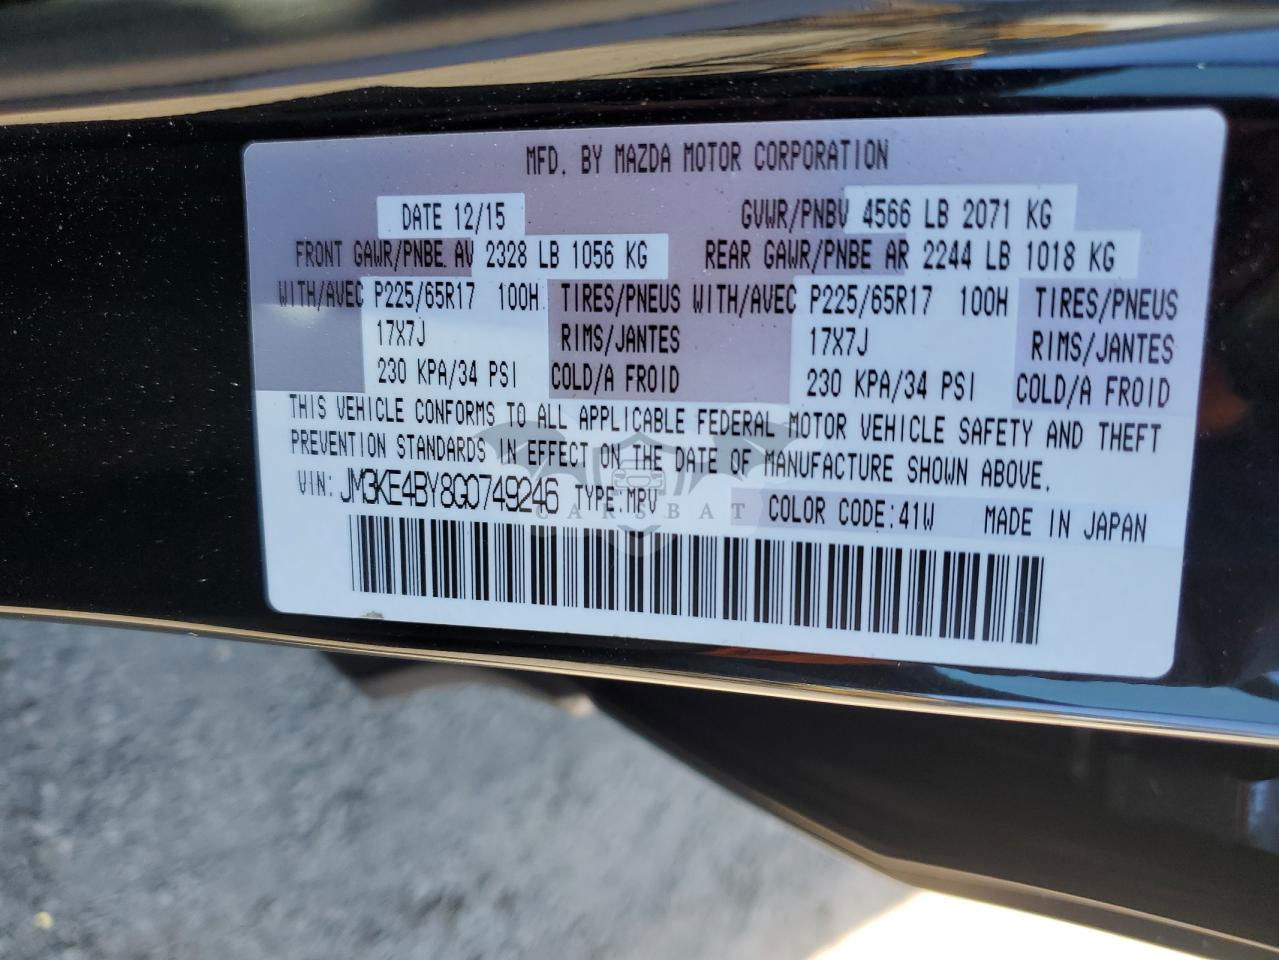 MFD. BY MAZDA MOTOR CORPORATION
DATE 12/15 GVWR/PNBV 4566 LB 2071 KG
FRONT GAWR/PNBE AV 2328 LB 1056 KG REAR GAWR/PNBE AR 2244 LB 1018 KG
WITH/AVEC P225/65R17 100H TIRES/PNEUS WITH/AVEC P225/65R17 100H TIRES/PNEUS
17X7J RIMS/JANTES 17X7J RIMS/JANTES
230 KPA/34 PSI COLD/A FROID 230 KPA/34 PSI COLD/A FROID
THIS VEHICLE CONFORMS TO ALL APPLICABLE FEDERAL MOTOR VEHICLE SAFETY AND THEFT
PREVENTION STANDARDS IN EFFECT ON THE DATE OF MANUFACTURE SHOWN ABOVE.
VIN: JM3KE4BY8G0749246 TYPE:MPV COLOR CODE:41W MADE IN JAPAN
CARSBAT